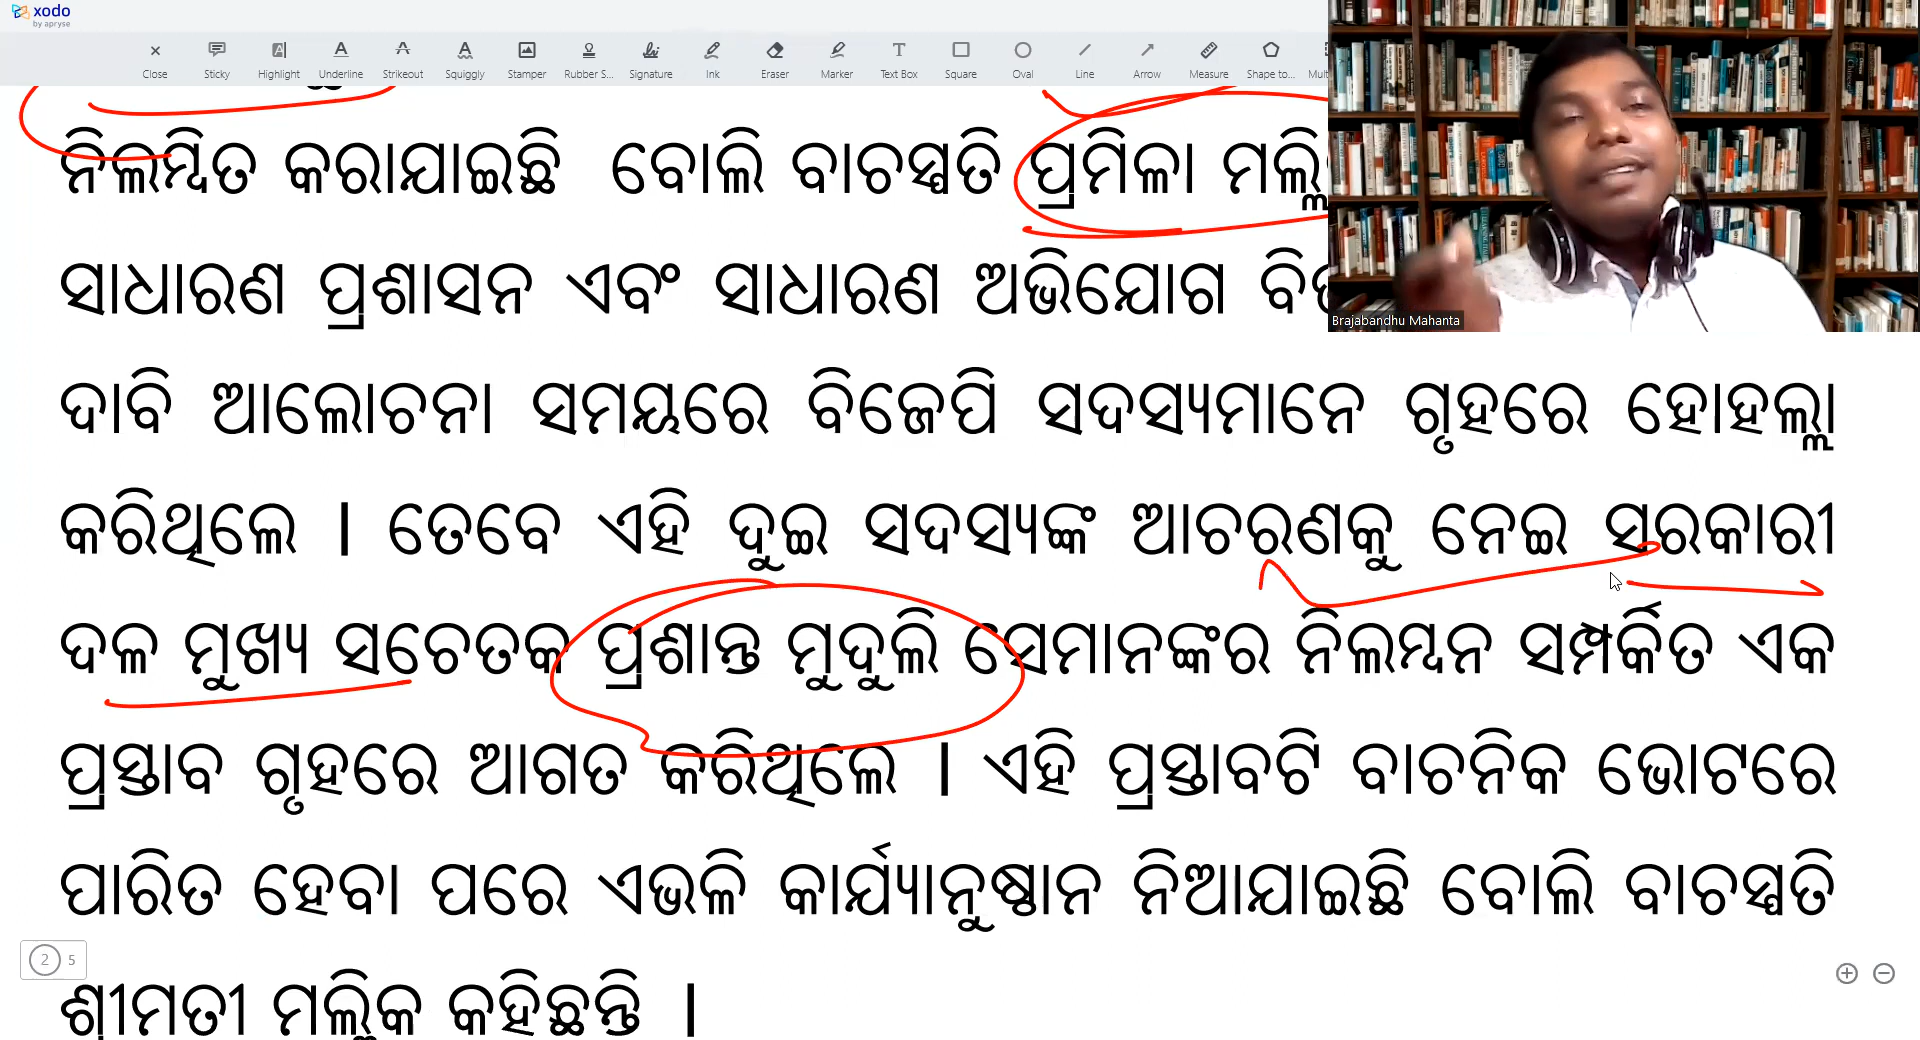 xodo
by apryse
Close Sticky Highlight Underline Strikeout Squiggly Stamper Rubber S... Signature Ink Eraser Marker Text Box Square Oval Line Arrow Measure Shape to...
ନିଲମ୍ବିତ କରାଯାଇଛି ବୋଲି ବାଚସ୍ପତି ପ୍ରମିଳା
ସାଧାରଣ ପ୍ରଶାସନ ଏବଂ ସାଧାରଣ ଅଭିଯୋଗ
Brajabandhu Mahanta
ଦାବି ଆଲୋଚନା ସମୟରେ ବିଜେପି ସଦସ୍ୟମାନେ ଗୃହରେ ହୋହଲ୍ଲା
କରିଥିଲେ | ତେବେ ଏହି ଦୁଇ ସଦସ୍ୟଙ୍କ ଆଚରଣକୁ ନେଇ ସରକାରୀ
ଦଳ ମୁଖ୍ୟ ସଚେତକ ପ୍ରଶାନ୍ତ ମୁଦୁଲି ସେମାନଙ୍କର ନିଲମ୍ବନ ସମ୍ପର୍କିତ ଏକ
ପ୍ରସ୍ତାବ ଗୃହରେ ଆଗତ କରିଥିଲେ | ଏହି ପ୍ରସ୍ତାବଟି ବାଚନିକ ଭୋଟରେ
ପାରିତ ହେବା ପରେ ଏଭଳି କାର୍ଯ୍ୟାନୁଷ୍ଠାନ ନିଆଯାଇଛି ବୋଲି ବାଚସ୍ପତି
ଶ୍ରୀମତୀ ମଲ୍ଲିକ କହିଛନ୍ତି |
2 5